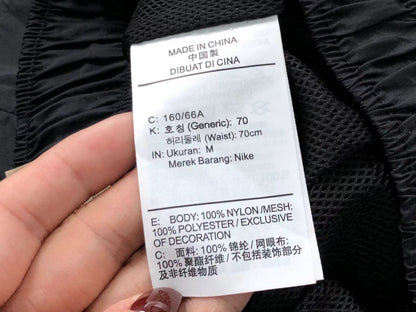 MADE IN CHINA
中国製
DIBUAT DI CINA
C: 160/66A
K: 호칭 (Generic): 70
허리둘레 (Waist): 70cm
IN: Ukuran: M
Merek Barang: Nike
E: BODY: 100% NYLON /MESH:
100% POLYESTER / EXCLUSIVE
OF DECORATION
C: 面料: 100% 锦纶 / 网眼布:
100% 聚酯纤维 / 不包括装饰部分
及非纤维物质